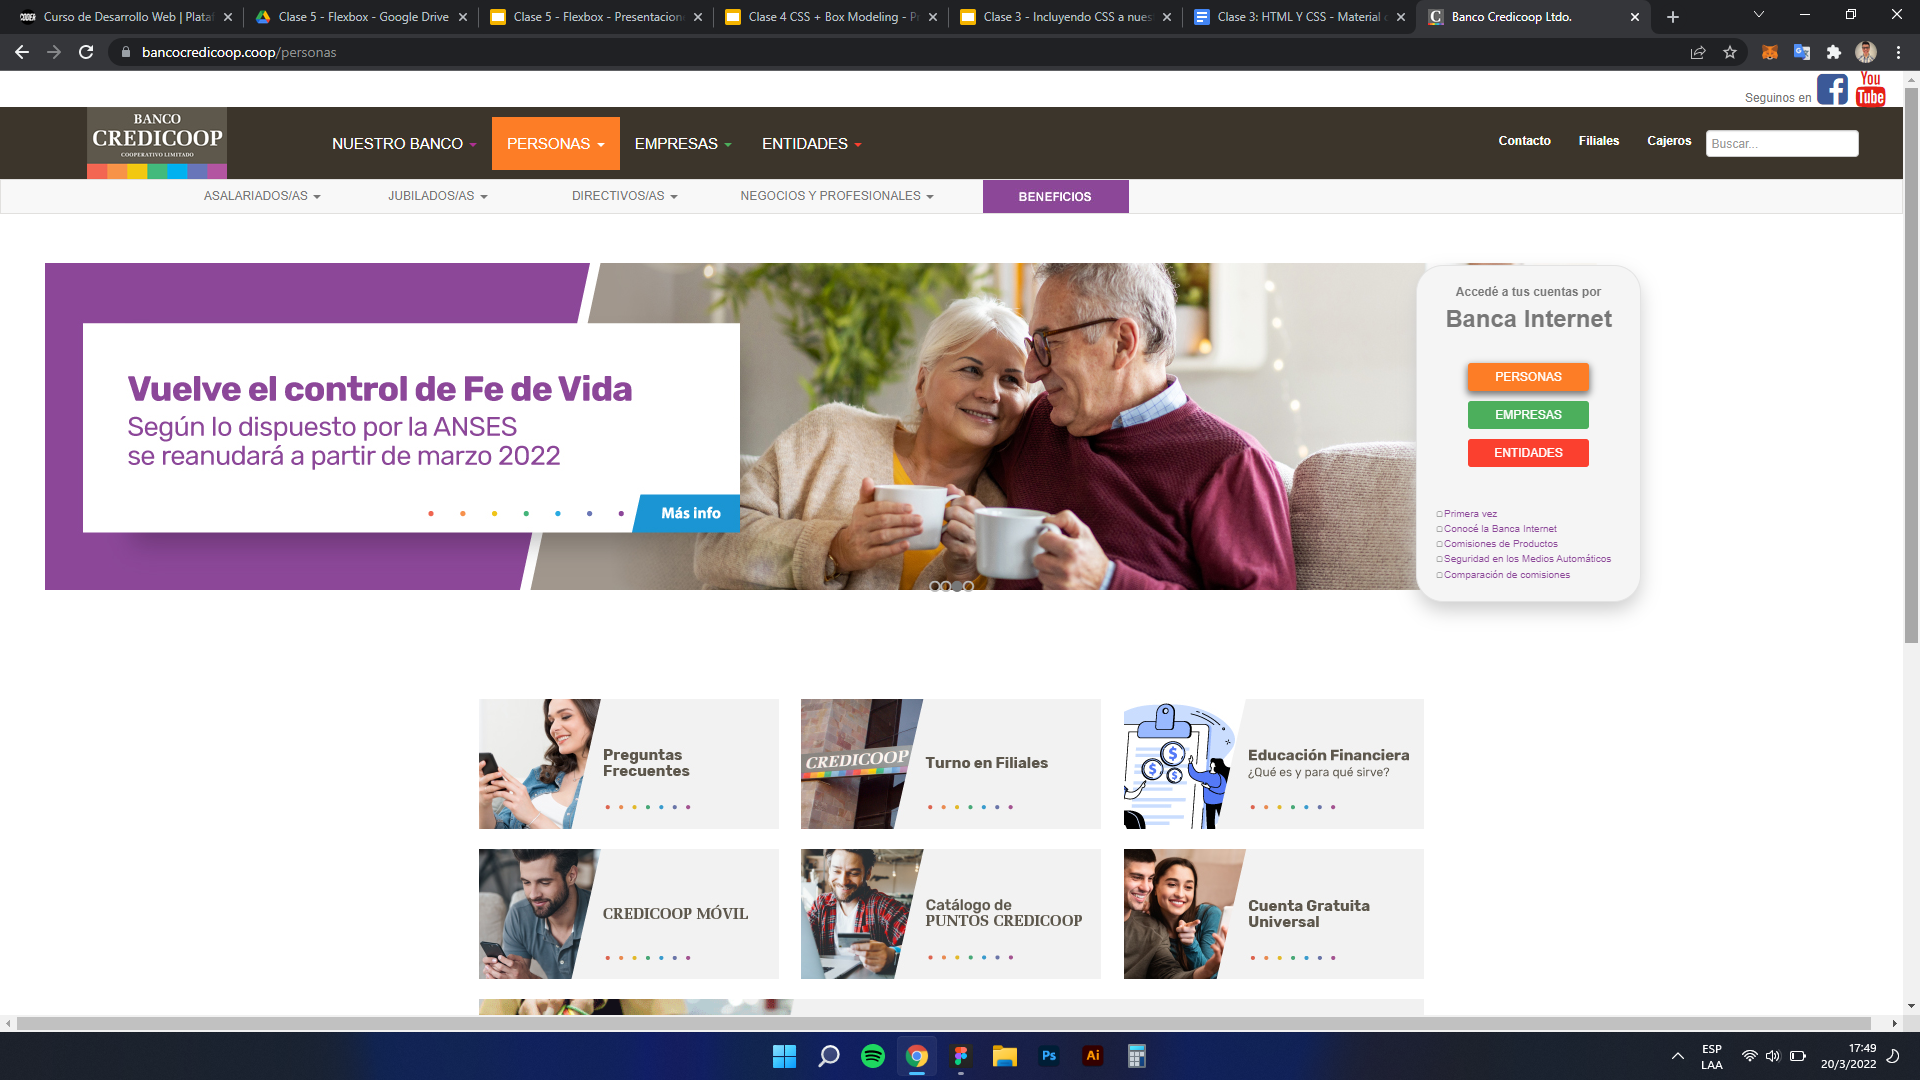 CODER Curso de Desarrollo Web | Plata
Clase 5 - Flexbox - Google Drive
Clase 5 - Flexbox - Presentacion
Clase 4 CSS + Box Modeling - P
Clase 3 - Incluyendo CSS a nues
Clase 3: HTML Y CSS - Material
C Banco Credicoop Ltdo.
bancocredicoop.coop/personas
Seguinos en
You
Tube
BANCO
CREDICOOP
COOPERATIVO LIMITADO
NUESTRO BANCO
PERSONAS
EMPRESAS
ENTIDADES
Contacto
Filiales
Cajeros
Buscar...
ASALARIADOS/AS
JUBILADOS/AS
DIRECTIVOS/AS
NEGOCIOS Y PROFESIONALES
BENEFICIOS
Vuelve el control de Fe de Vida
Según lo dispuesto por la ANSES
se reanudará a partir de marzo 2022
Más info
Accedé a tus cuentas por
Banca Internet
PERSONAS
EMPRESAS
ENTIDADES
Primera vez
Conocé la Banca Internet
Comisiones de Productos
Seguridad en los Medios Automáticos
Comparación de comisiones
Preguntas
Frecuentes
CREDICOOP
Turno en Filiales
Educación Financiera
¿Qué es y para qué sirve?
CREDICOOP MÓVIL
Catálogo de
PUNTOS CREDICOOP
Cuenta Gratuita
Universal
Ps
Ai
ESP
LAA
17:49
20/3/2022